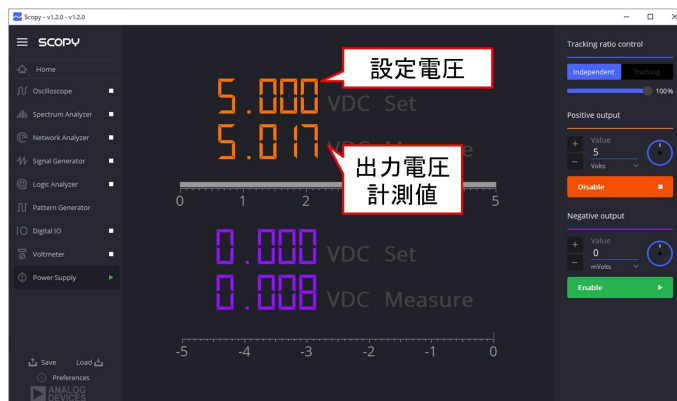 Scopy - v1.2.0 - v1.2.0
SCOPY
Home
Oscilloscope
Spectrum Analyzer
Network Analyzer
Signal Generator
Logic Analyzer
Pattern Generator
Digital IO
Voltmeter
Power Supply
Save Load
Preferences
ANALOG
DEVICES
設定電圧
5.000 VDC Set
5.017
出力電圧
計測値
0 1 2 5
0.000 VDC Set
0.008 VDC Measure
-5 -4 -3 -2 -1 0
Tracking ratio control
Independent Tracking
100%
Positive output
+ Value
5
- Volts
Disable
Negative output
+ Value
0
- mVolts
Enable